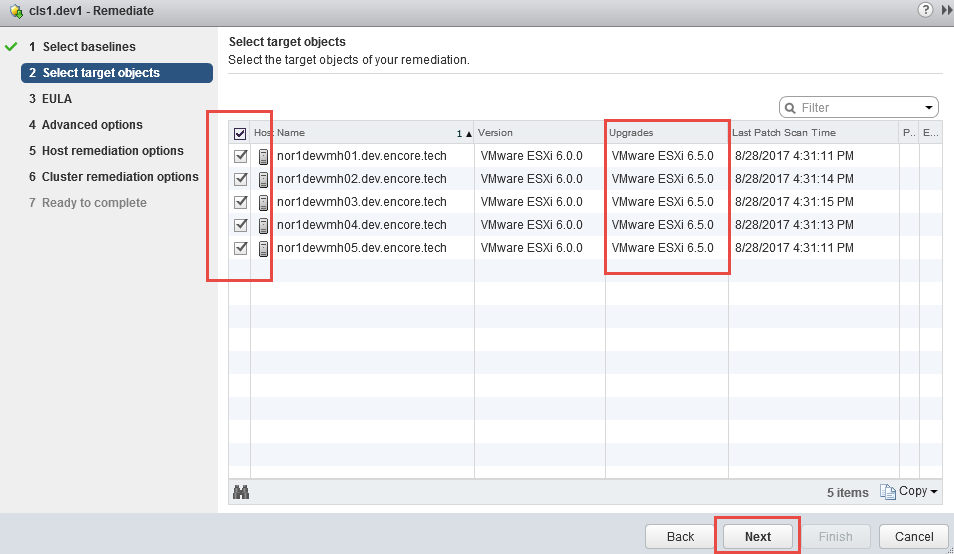 cls1.dev1 - Remediate
?
1 Select baselines
2 Select target objects
3 EULA
4 Advanced options
5 Host remediation options
6 Cluster remediation options
7 Ready to complete
Select target objects
Select the target objects of your remediation.
Filter
Host Name 1 ▲ Version Upgrades Last Patch Scan Time P... E...
nor1devvmh01.dev.encore.tech VMware ESXi 6.0.0 VMware ESXi 6.5.0 8/28/2017 4:31:11 PM
nor1devvmh02.dev.encore.tech VMware ESXi 6.0.0 VMware ESXi 6.5.0 8/28/2017 4:31:14 PM
nor1devvmh03.dev.encore.tech VMware ESXi 6.0.0 VMware ESXi 6.5.0 8/28/2017 4:31:15 PM
nor1devvmh04.dev.encore.tech VMware ESXi 6.0.0 VMware ESXi 6.5.0 8/28/2017 4:31:13 PM
nor1devvmh05.dev.encore.tech VMware ESXi 6.0.0 VMware ESXi 6.5.0 8/28/2017 4:31:11 PM
5 items Copy
Back Next Finish Cancel